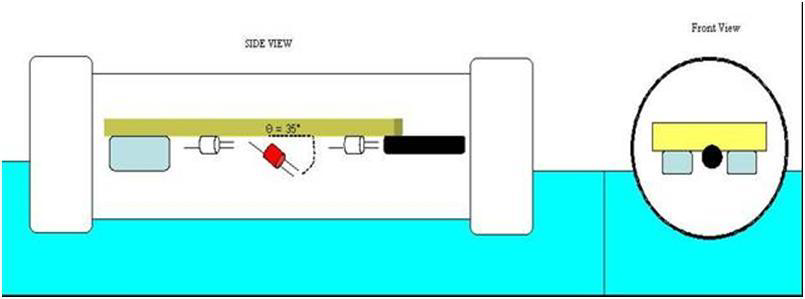 SIDE VIEW
Front View
Θ = 35°